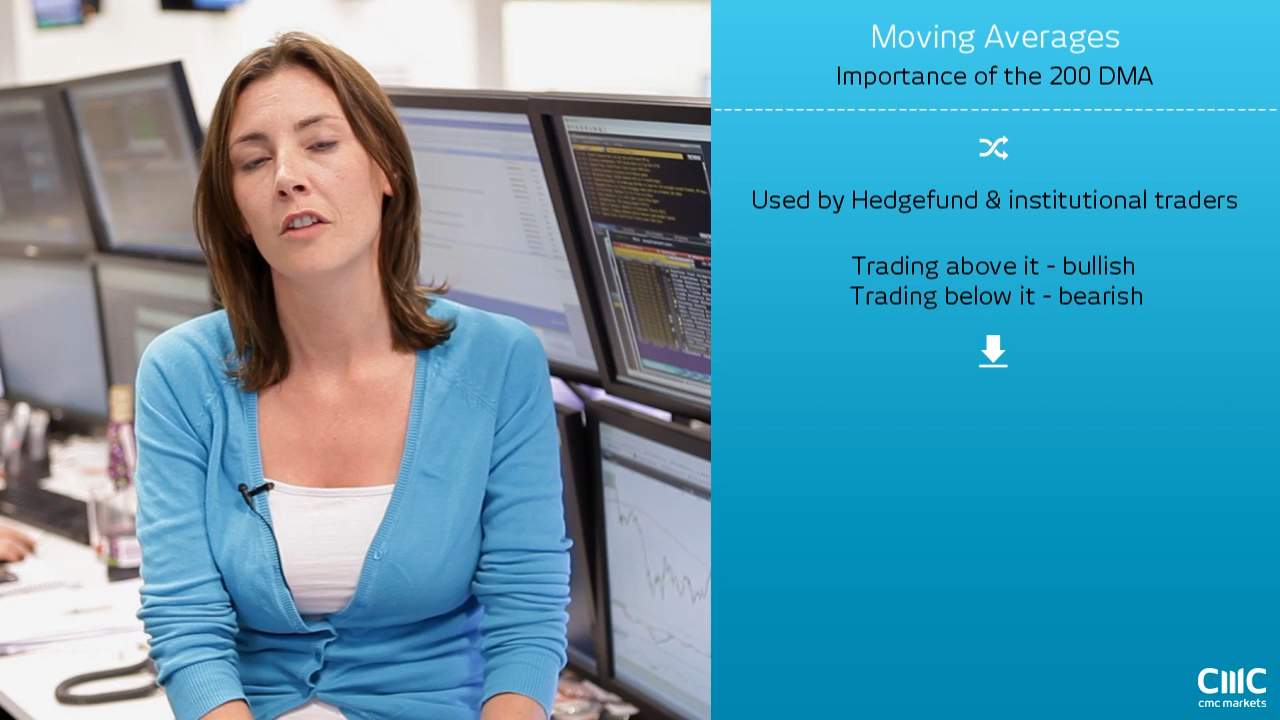 Moving Averages
Importance of the 200 DMA
Used by Hedgefund & institutional traders
Trading above it - bullish
Trading below it - bearish
CMC
cmc markets